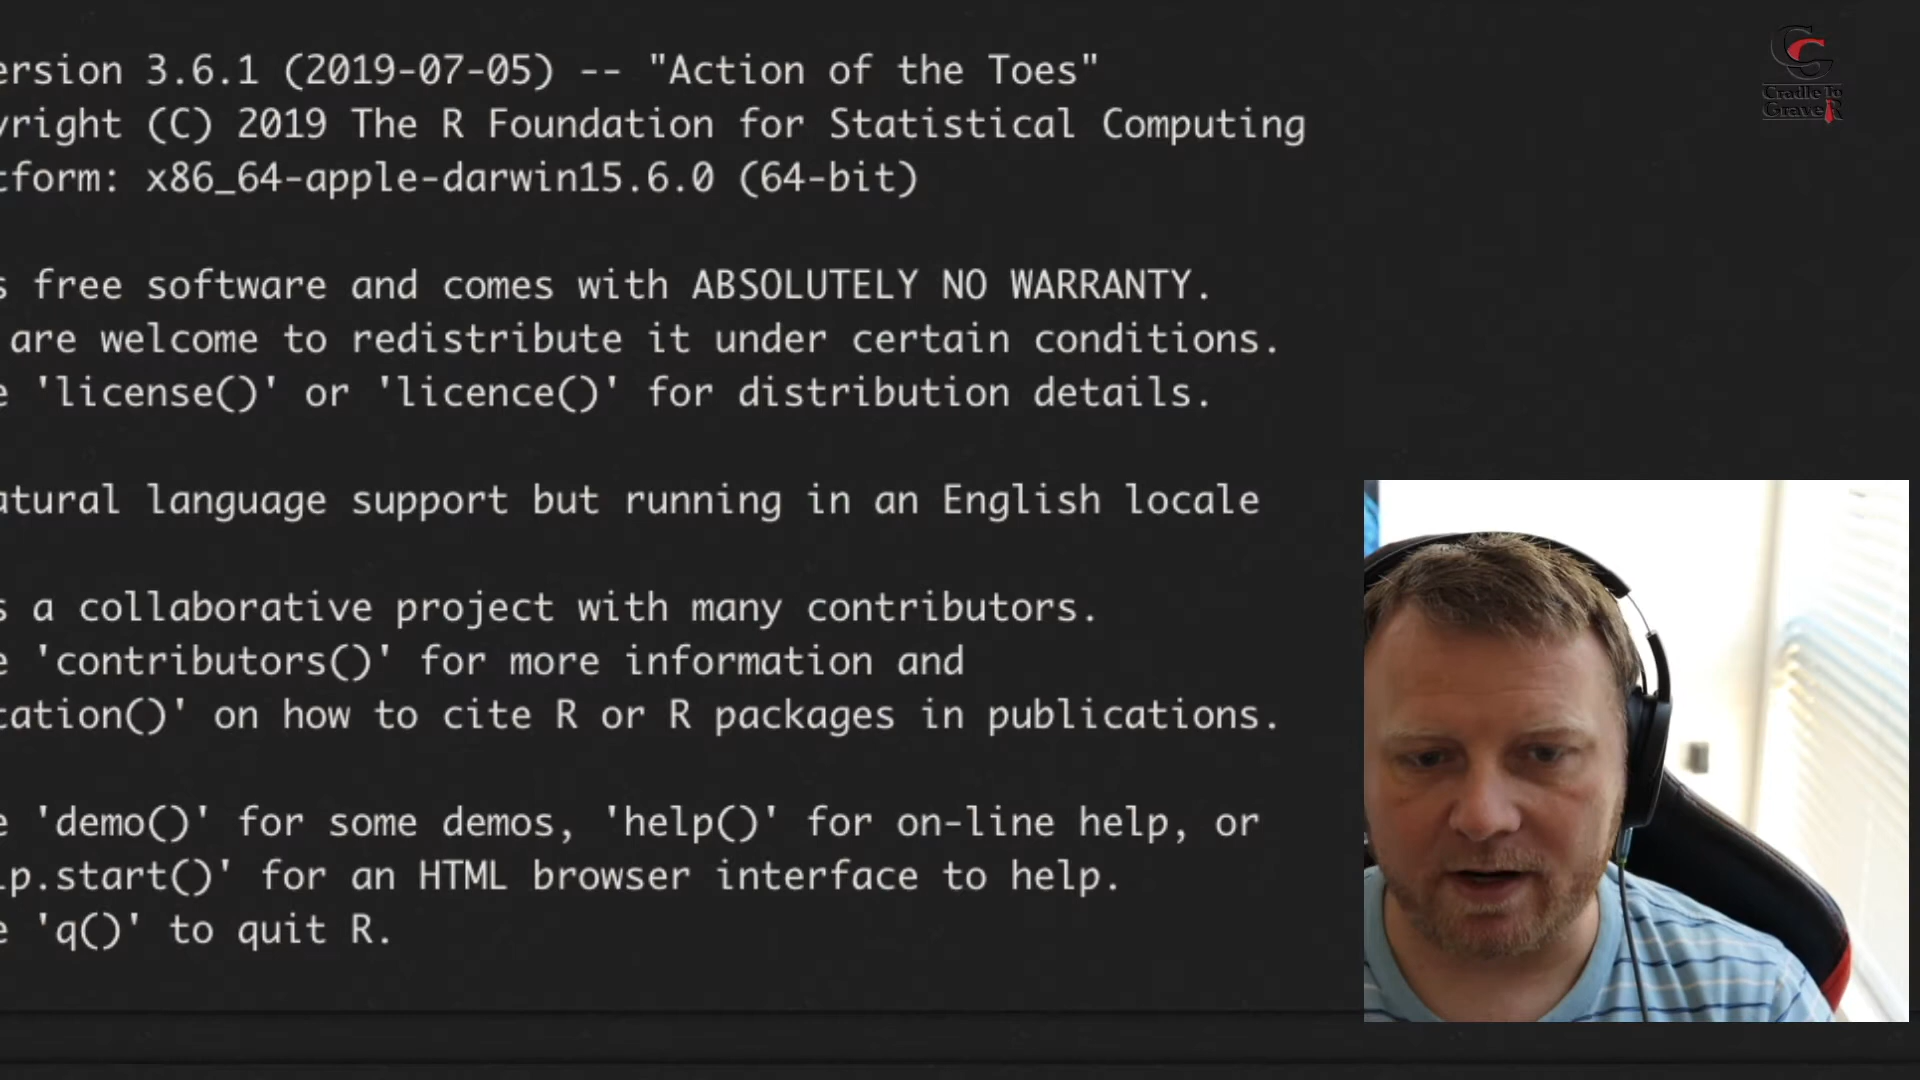 ersion 3.6.1 (2019-07-05) -- "Action of the Toes"
yright (C) 2019 The R Foundation for Statistical Computing
tform: x86_64-apple-darwin15.6.0 (64-bit)
s free software and comes with ABSOLUTELY NO WARRANTY.
are welcome to redistribute it under certain conditions.
e 'license()' or 'licence()' for distribution details.
atural language support but running in an English locale
s a collaborative project with many contributors.
e 'contributors()' for more information and
cation()' on how to cite R or R packages in publications.
e 'demo()' for some demos, 'help()' for on-line help, or
lp.start()' for an HTML browser interface to help.
e 'q()' to quit R.
Cradle To
GraveR